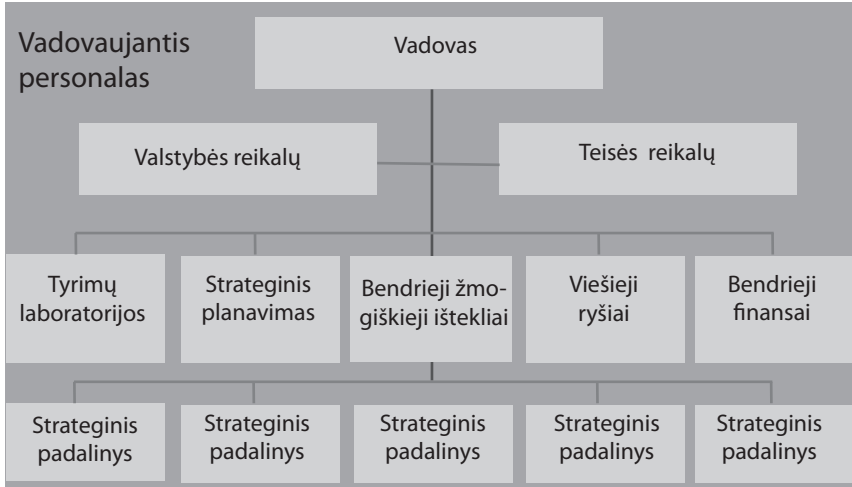 Vadovaujantis
personalas
Vadovas
Valstybės reikalų
Teisės reikalų
Tyrimų
laboratorijos
Strateginis
planavimas
Bendrieji žmo-
giškieji ištekliai
Viešieji
ryšiai
Bendrieji
finansai
Strateginis
padalinys
Strateginis
padalinys
Strateginis
padalinys
Strateginis
padalinys
Strateginis
padalinys